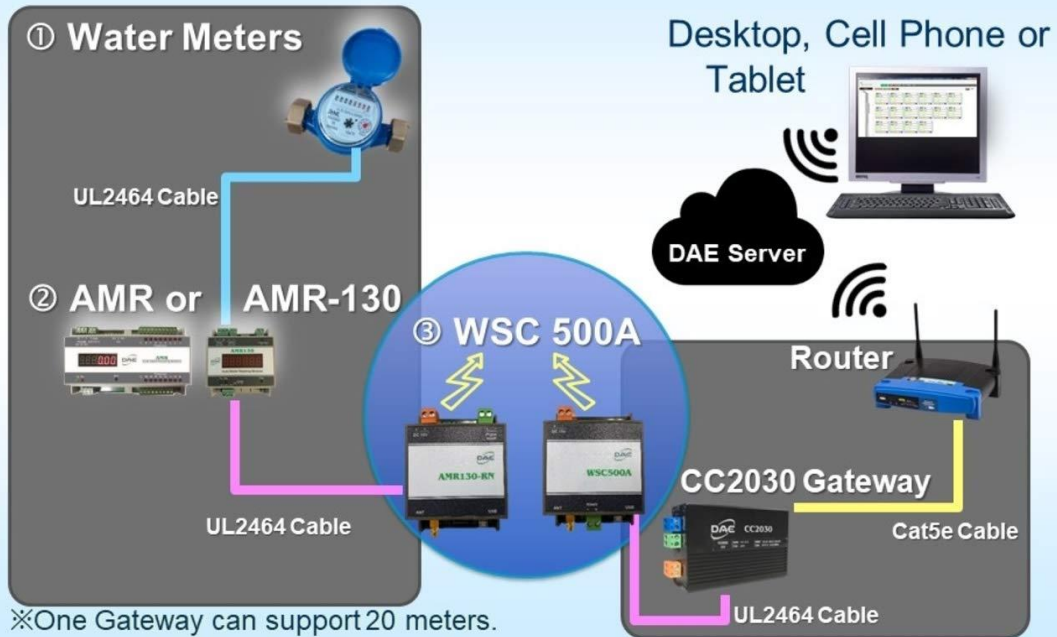 ① Water Meters
Desktop, Cell Phone or
Tablet
UL2464 Cable
DAE Server
② AMR or AMR-130
③ WSC 500A
Router
DAE
AMR130-RN
DAE
WSC500A
CC2030 Gateway
DAE CC2030
UL2464 Cable
Cat5e Cable
UL2464 Cable
※One Gateway can support 20 meters.